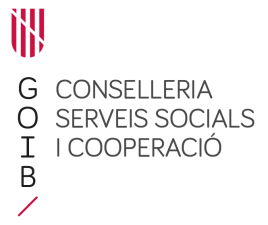 GOIB
CONSELLERIA
SERVEIS SOCIALS
I COOPERACIÓ